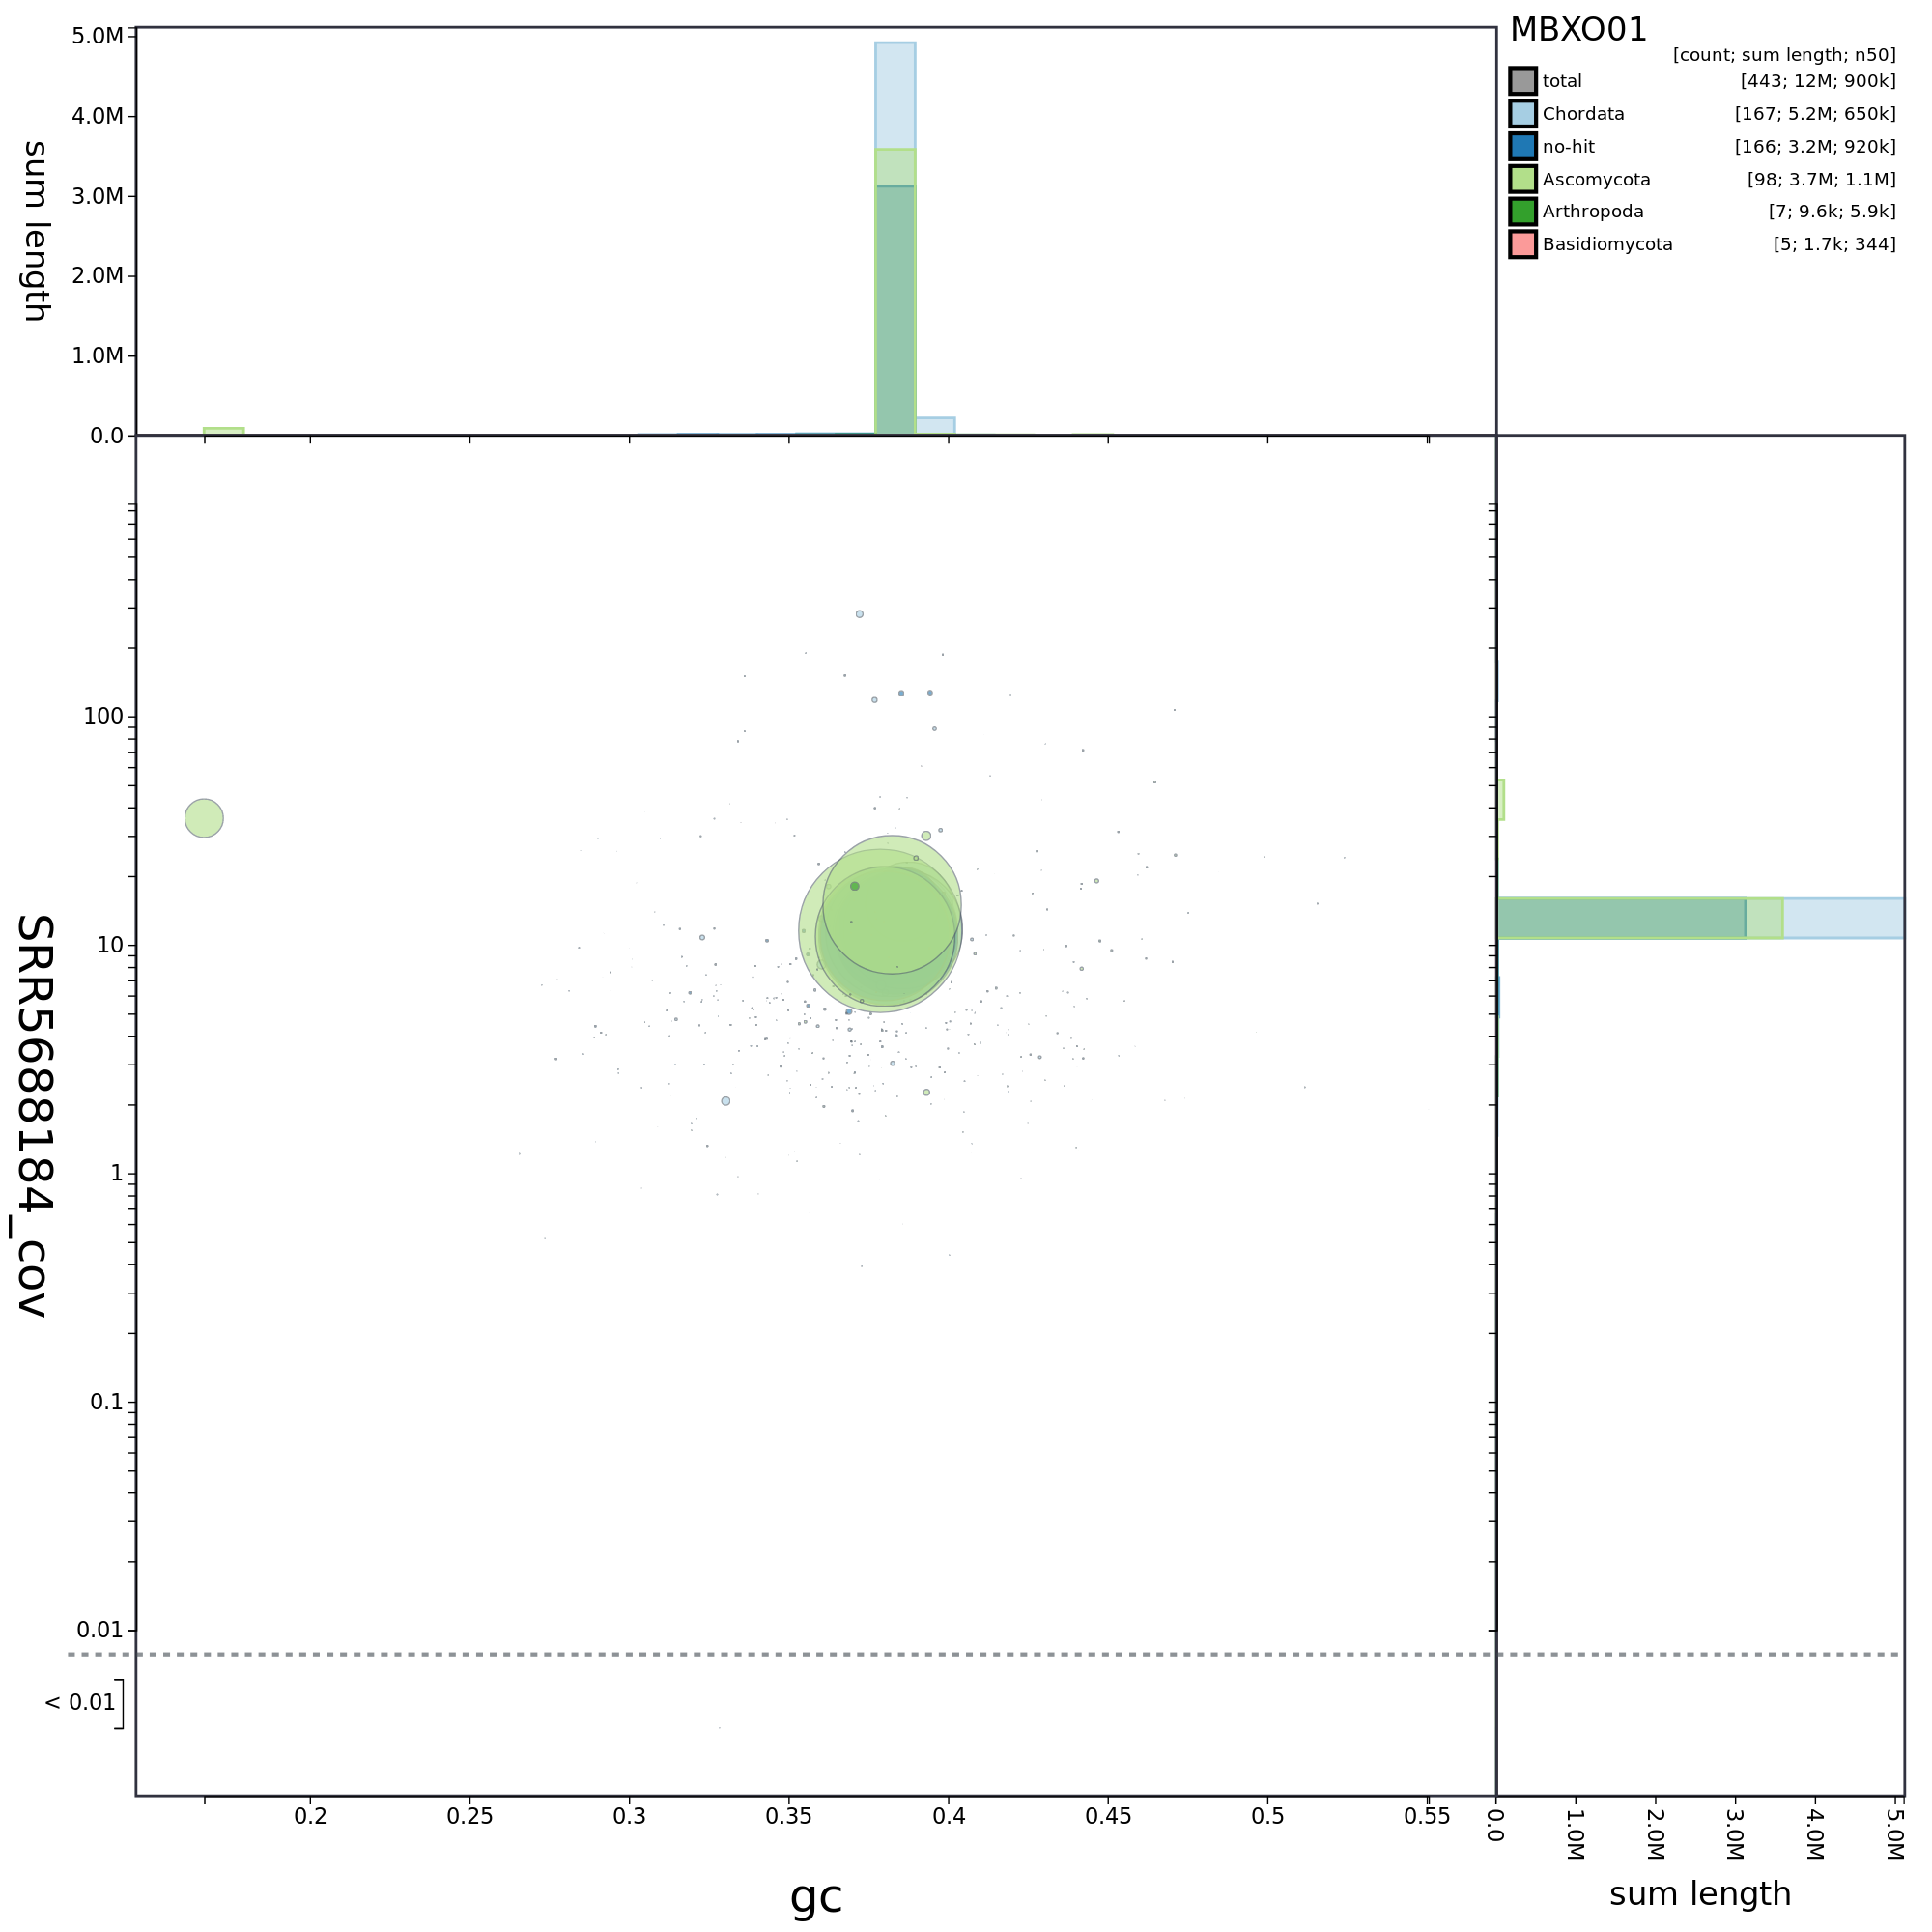 MBXO01
[count; sum length; n50]
total [443; 12M; 900k]
Chordata [167; 5.2M; 650k]
no-hit [166; 3.2M; 920k]
Ascomycota [98; 3.7M; 1.1M]
Arthropoda [7; 9.6k; 5.9k]
Basidiomycota [5; 1.7k; 344]
sum length
5.0M
4.0M
3.0M
2.0M
1.0M
0.0
SRR5688184_cov
100
10
1
0.1
0.01
< 0.01
0.2 0.25 0.3 0.35 0.4 0.45 0.5 0.55
gc
0.0 1.0M 2.0M 3.0M 4.0M 5.0M
sum length